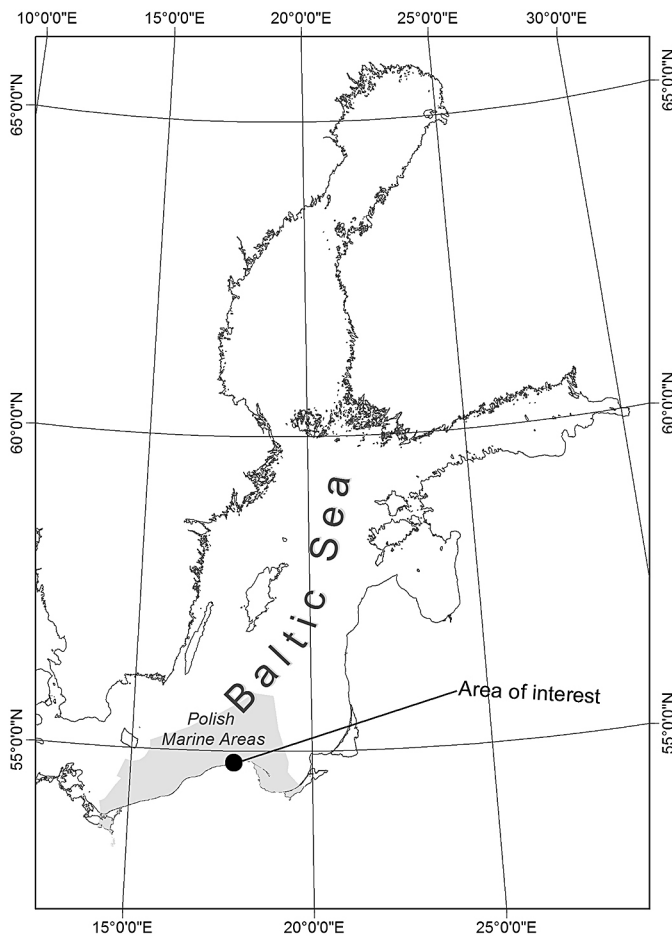 10°0'0"E 15°0'0"E 20°0'0"E 25°0'0"E 30°0'0"E
65°0'0"N
65°0'0"N
60°0'0"N
60°0'0"N
Baltic Sea
Area of interest
Polish
Marine Areas
55°0'0"N
55°0'0"N
15°0'0"E 20°0'0"E 25°0'0"E